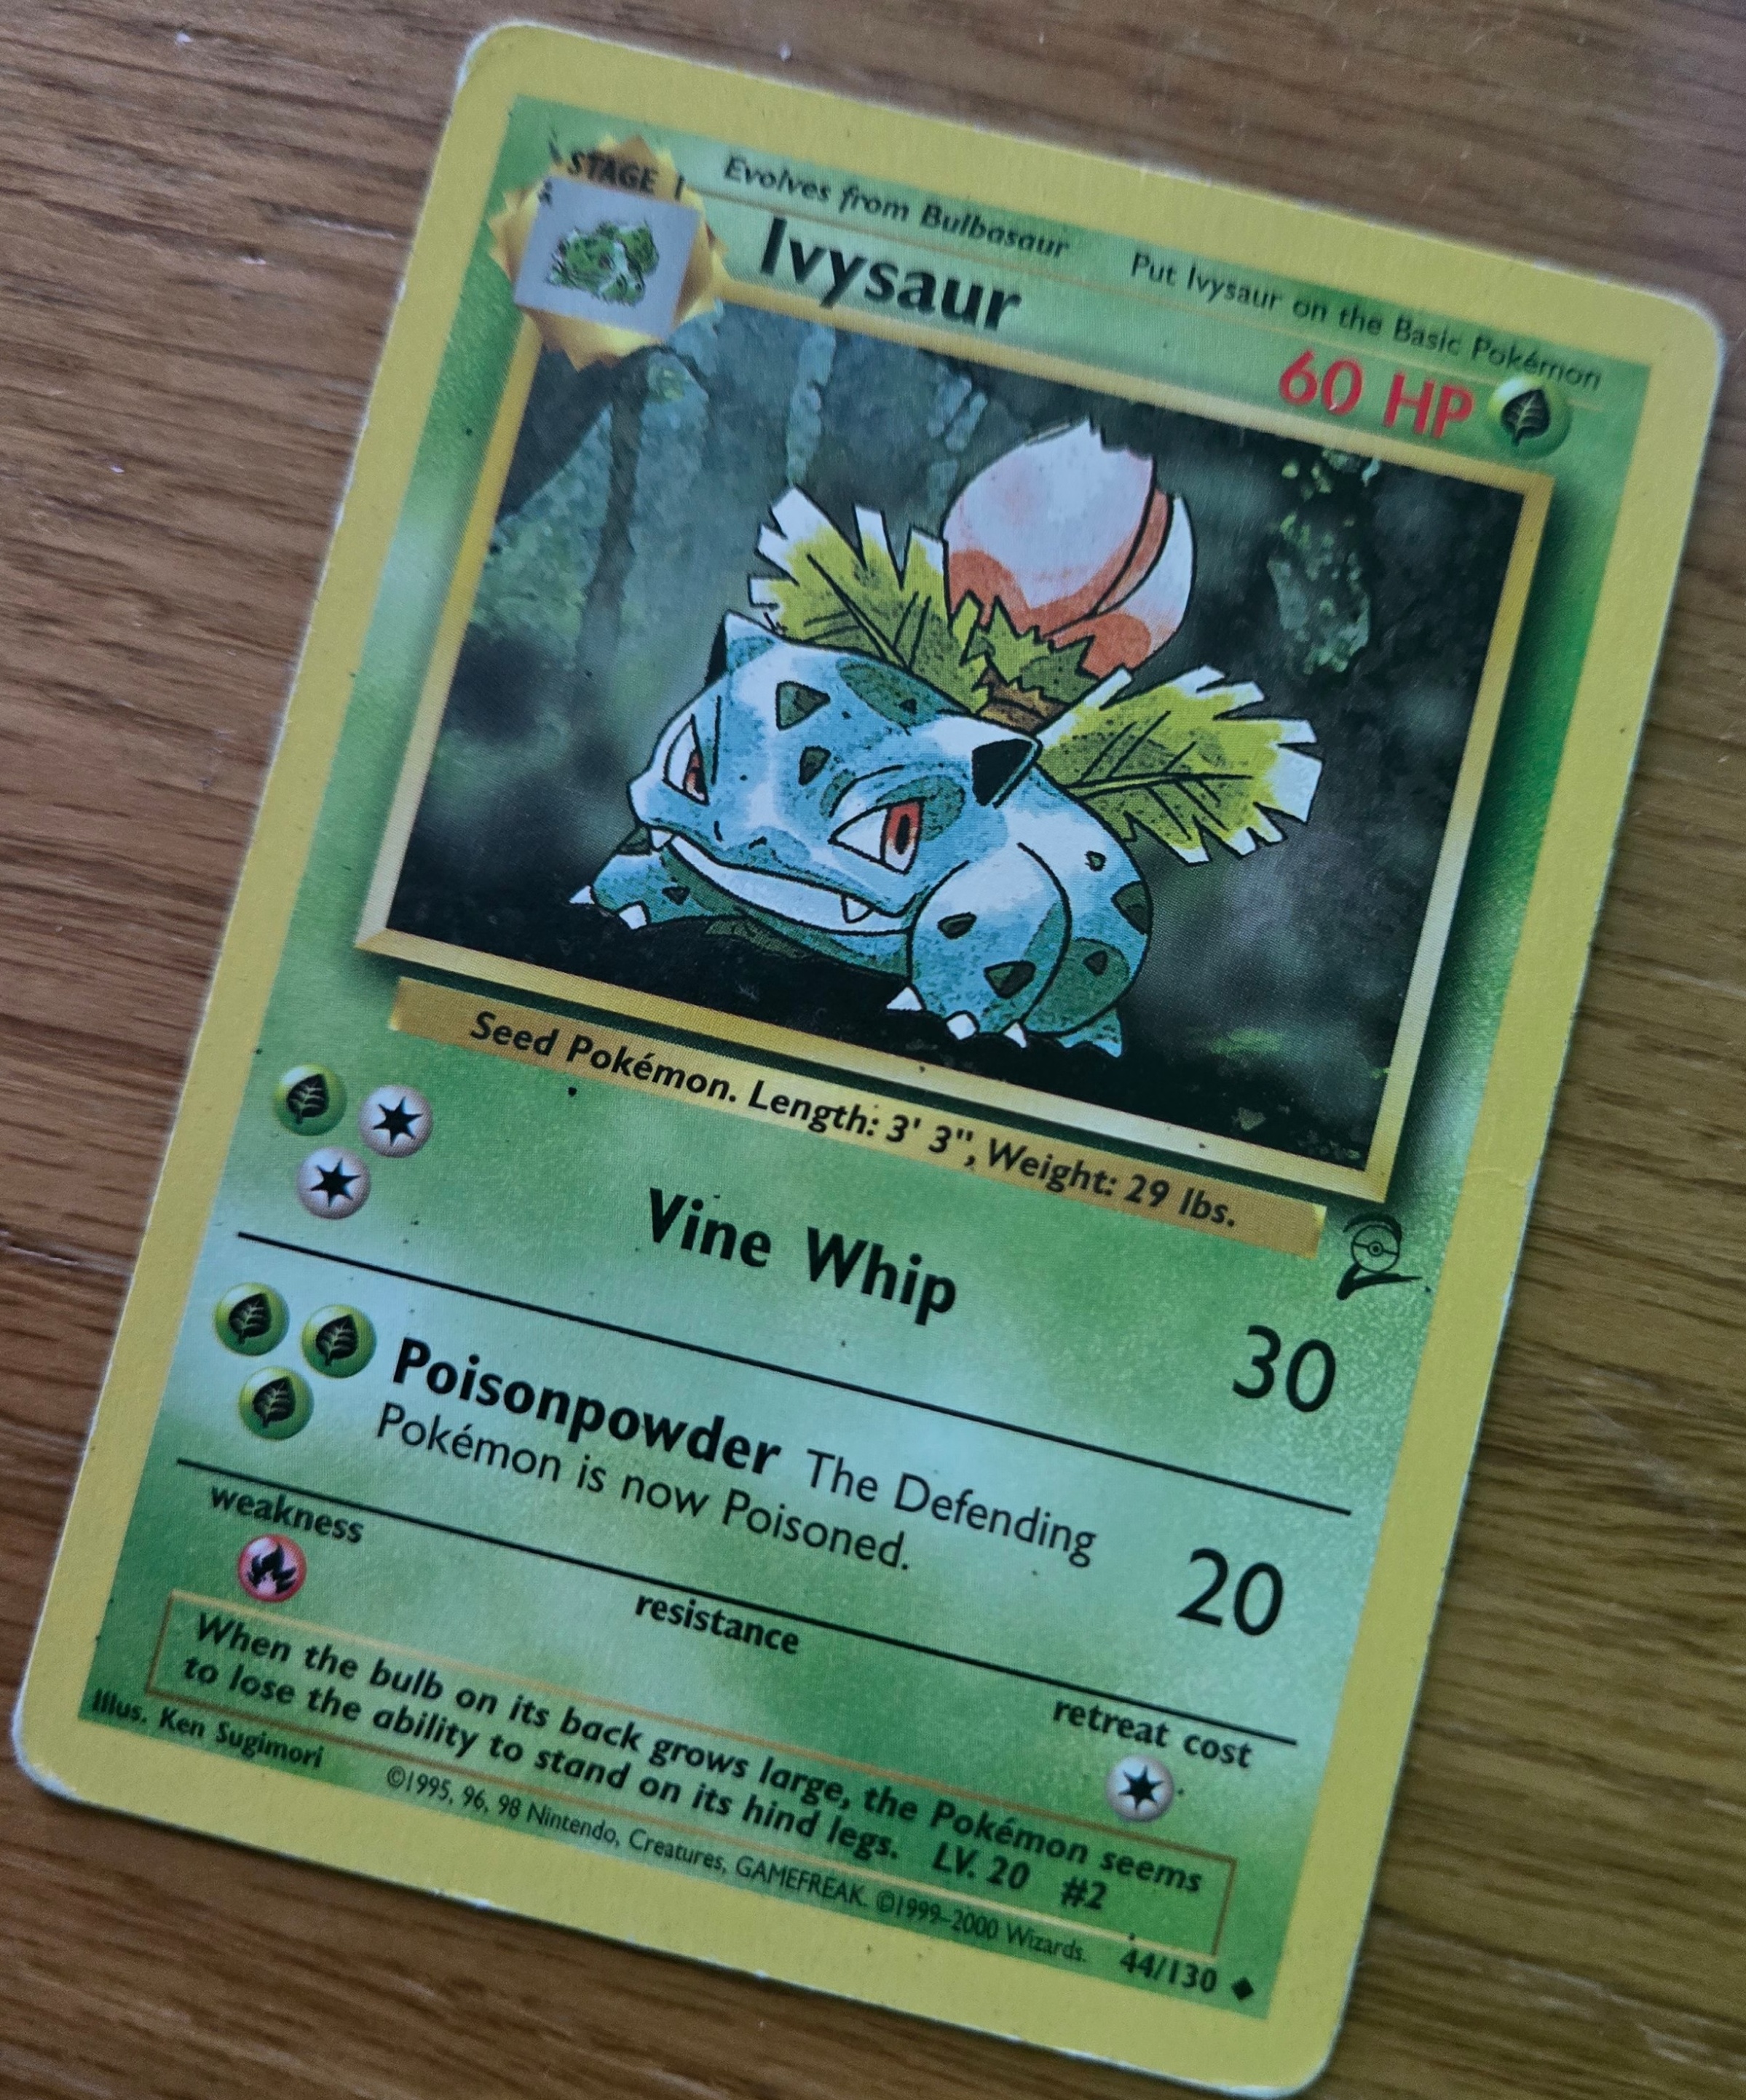 STAGE 1
Evolves from Bulbasaur
Put Ivysaur on the Basic Pokémon
Ivysaur
60 HP
Seed Pokémon. Length: 3' 3", Weight: 29 lbs.
Vine Whip
30
Poisonpowder The Defending
Pokémon is now Poisoned.
20
weakness
resistance
retreat cost
When the bulb on its back grows large, the Pokémon seems
to lose the ability to stand on its hind legs. LV. 20 #2
Illus. Ken Sugimori
©1995, 96, 98 Nintendo, Creatures, GAMEFREAK. ©1999-2000 Wizards.
44/130